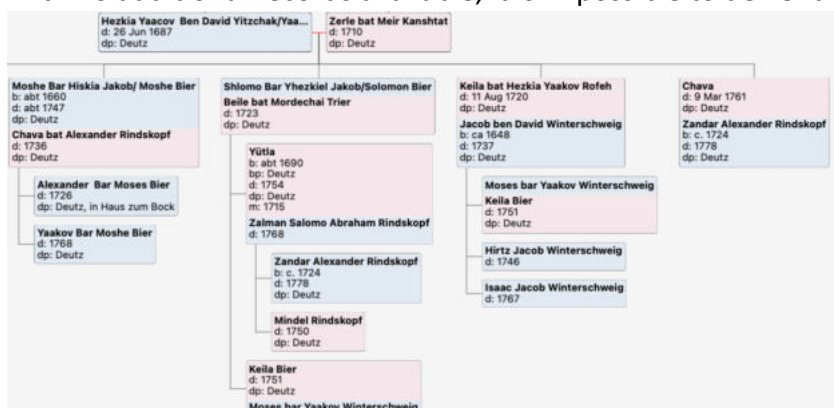 Hezkia Yaacov Ben David Yitzchak/Yaa...
d: 26 Jun 1687
dp: Deutz
Zerle bat Meir Kanshtat
d: 1710
dp: Deutz
Moshe Bar Hiskia Jakob/ Moshe Bier
b: abt 1660
d: abt 1747
dp: Deutz
Chava bat Alexander Rindskopf
d: 1736
dp: Deutz
Alexander Bar Moses Bier
d: 1726
dp: Deutz, in Haus zum Bock
Yaakov Bar Moshe Bier
d: 1768
dp: Deutz
Shlomo Bar Yhezkiel Jakob/Solomon Bier
Beile bat Mordechai Trier
d: 1723
dp: Deutz
Yütla
b: abt 1690
bp: Deutz
d: 1754
dp: Deutz
m: 1715
Zalman Salomo Abraham Rindskopf
d: 1768
Zandar Alexander Rindskopf
b: c. 1724
d: 1778
dp: Deutz
Mindel Rindskopf
d: 1750
dp: Deutz
Keila Bier
d: 1751
dp: Deutz
Moses bar Yaakov Winterschweig
Keila bat Hezkia Yaakov Rofeh
d: 11 Aug 1720
dp: Deutz
Jacob ben David Winterschweig
b: ca 1648
d: 1737
dp: Deutz
Moses bar Yaakov Winterschweig
Keila Bier
d: 1751
dp: Deutz
Hirtz Jacob Winterschweig
d: 1746
Isaac Jacob Winterschweig
d: 1767
Chava
d: 9 Mar 1761
dp: Deutz
Zandar Alexander Rindskopf
b: c. 1724
d: 1778
dp: Deutz